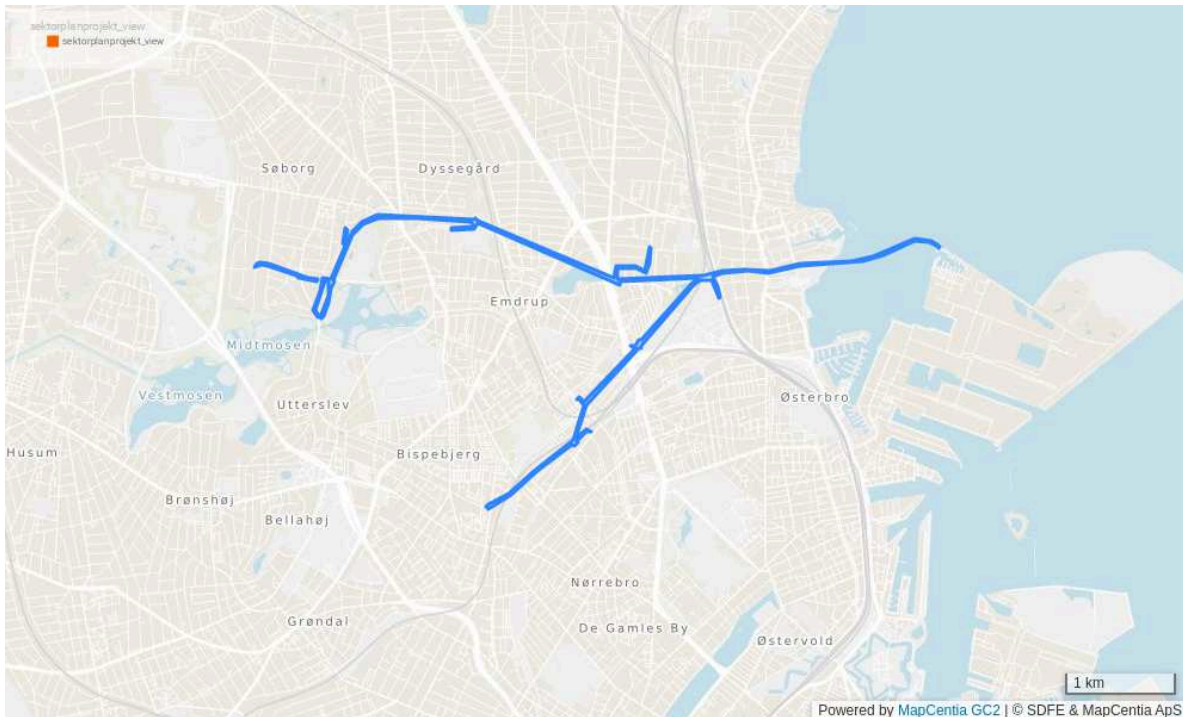 sektorplanprojekt_view
sektorplanprojekt_view
Søborg
Dyssegård
Emdrup
Midtmosen
Vestmosen
Utterslev
Østerbro
Husum
Bispebjerg
Brønshøj
Bellahøj
Nørrebro
Grøndal
De Gamles By
Østervold
1 km
Powered by MapCentia GC2 | © SDFE & MapCentia ApS